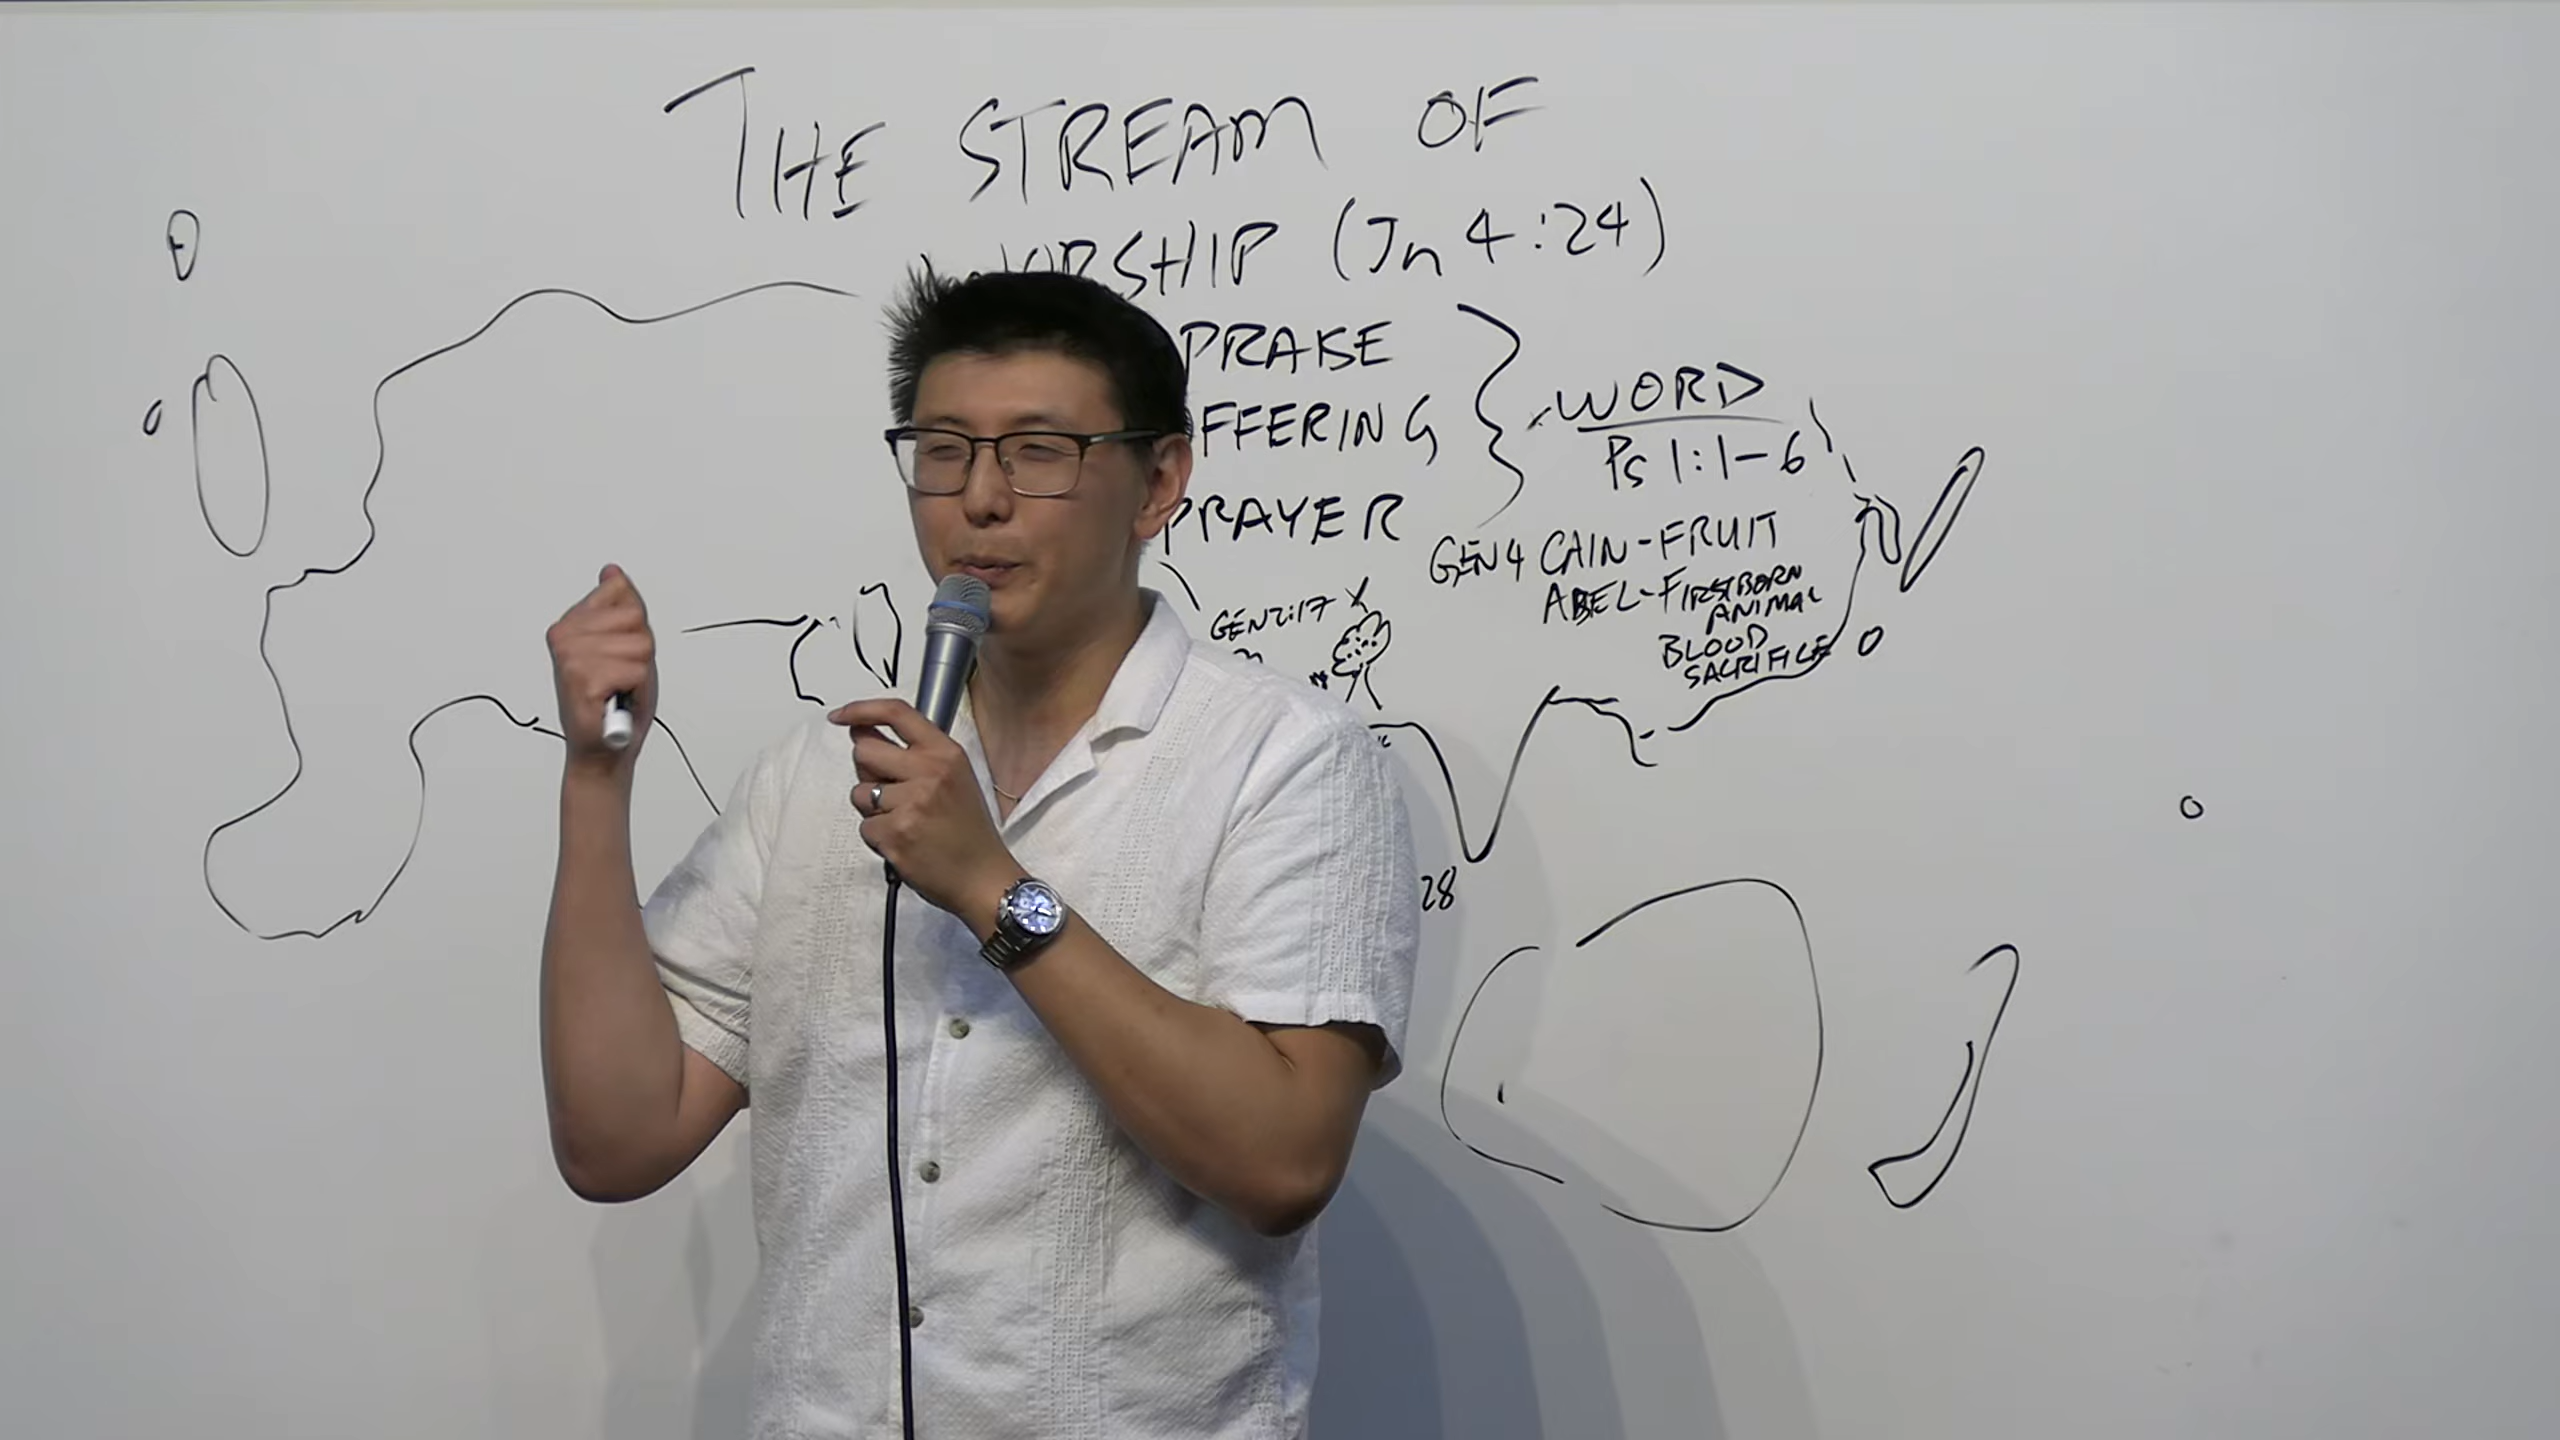 THE STREAM OF
WORSHIP (Jn 4:24)
PRAISE
OFFERING
PRAYER
WORD
Ps 1:1-6
GEN 4 CAIN-FRUIT
ABEL-FIRSTBORN
ANIMAL
BLOOD
SACRIFICE
GEN 2:17 X
28